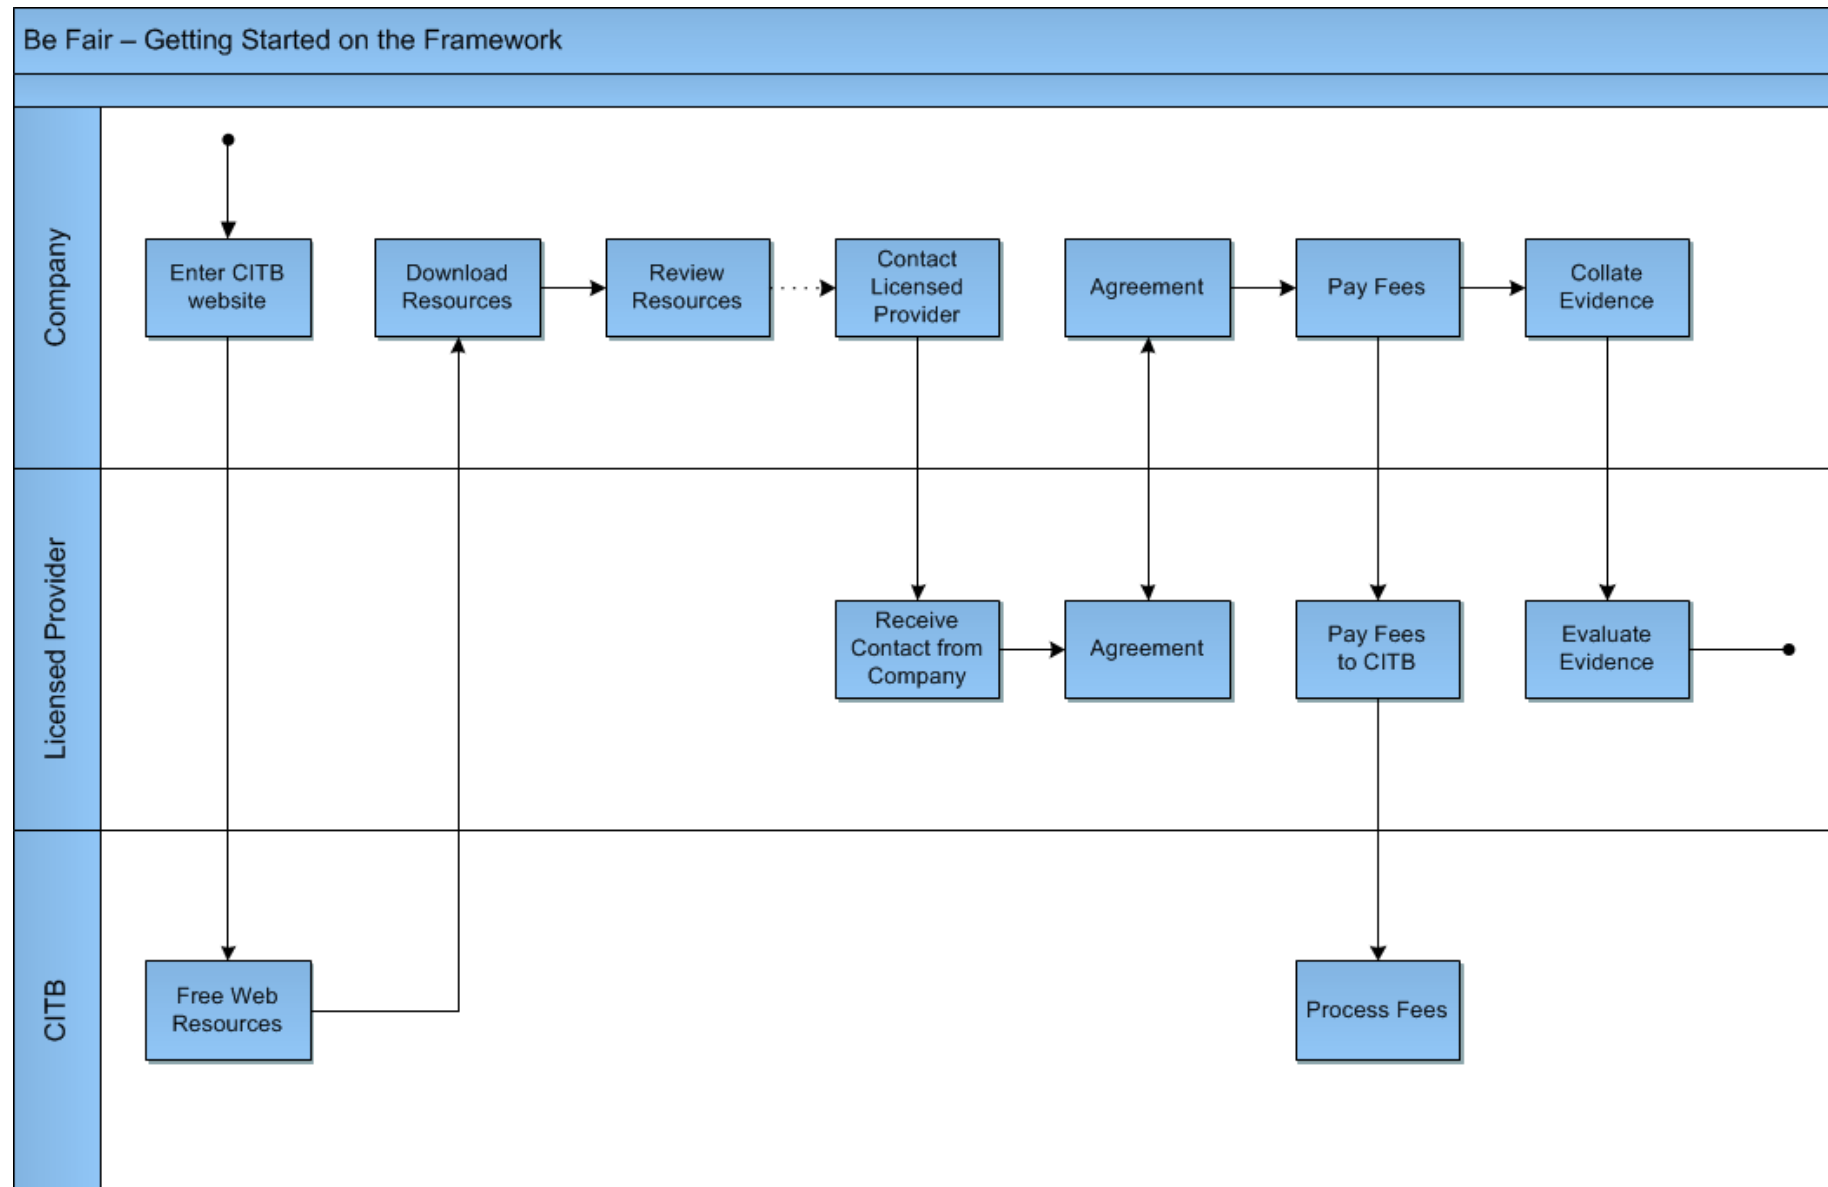 Be Fair – Getting Started on the Framework
Company
Enter CITB
website
Download
Resources
Review
Resources
Contact
Licensed
Provider
Agreement
Pay Fees
Collate
Evidence
Licensed Provider
Receive
Contact from
Company
Agreement
Pay Fees
to CITB
Evaluate
Evidence
CITB
Free Web
Resources
Process Fees